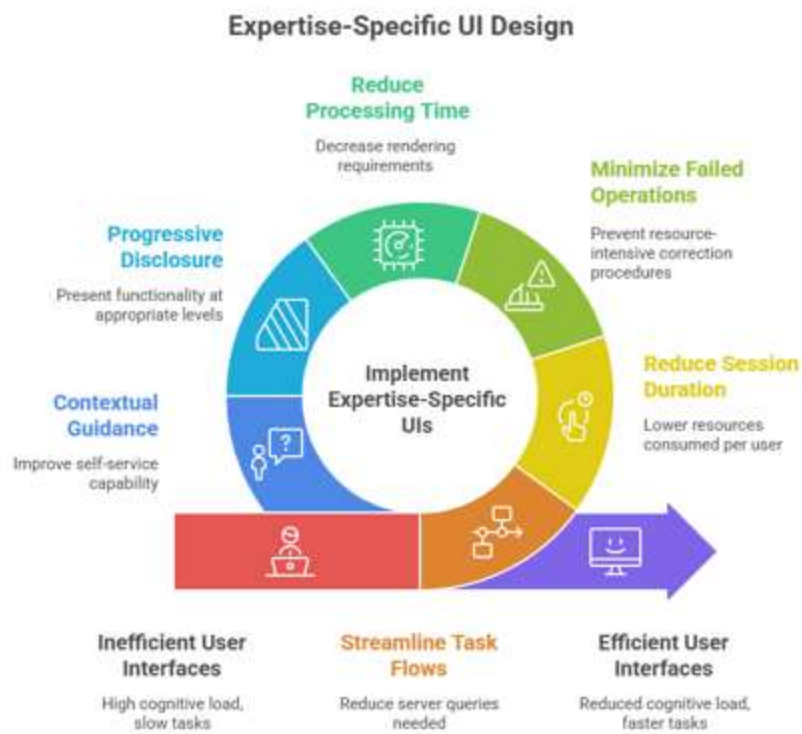 Expertise-Specific UI Design
Reduce
Processing Time
Decrease rendering
requirements
Minimize Failed
Operations
Prevent resource-
intensive correction
procedures
Progressive
Disclosure
Present functionality at
appropriate levels
Implement
Expertise-Specific
UIs
Reduce Session
Duration
Lower resources
consumed per user
Contextual
Guidance
Improve self-service
capability
Inefficient User
Interfaces
High cognitive load,
slow tasks
Streamline Task
Flows
Reduce server queries
needed
Efficient User
Interfaces
Reduced cognitive load,
faster tasks